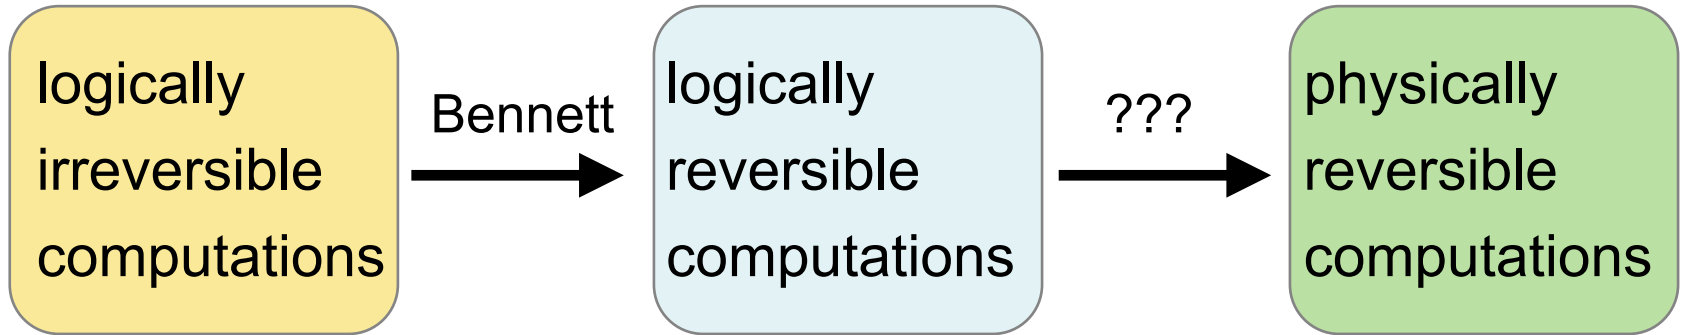 logically
irreversible
computations
Bennett
logically
reversible
computations
???
physically
reversible
computations